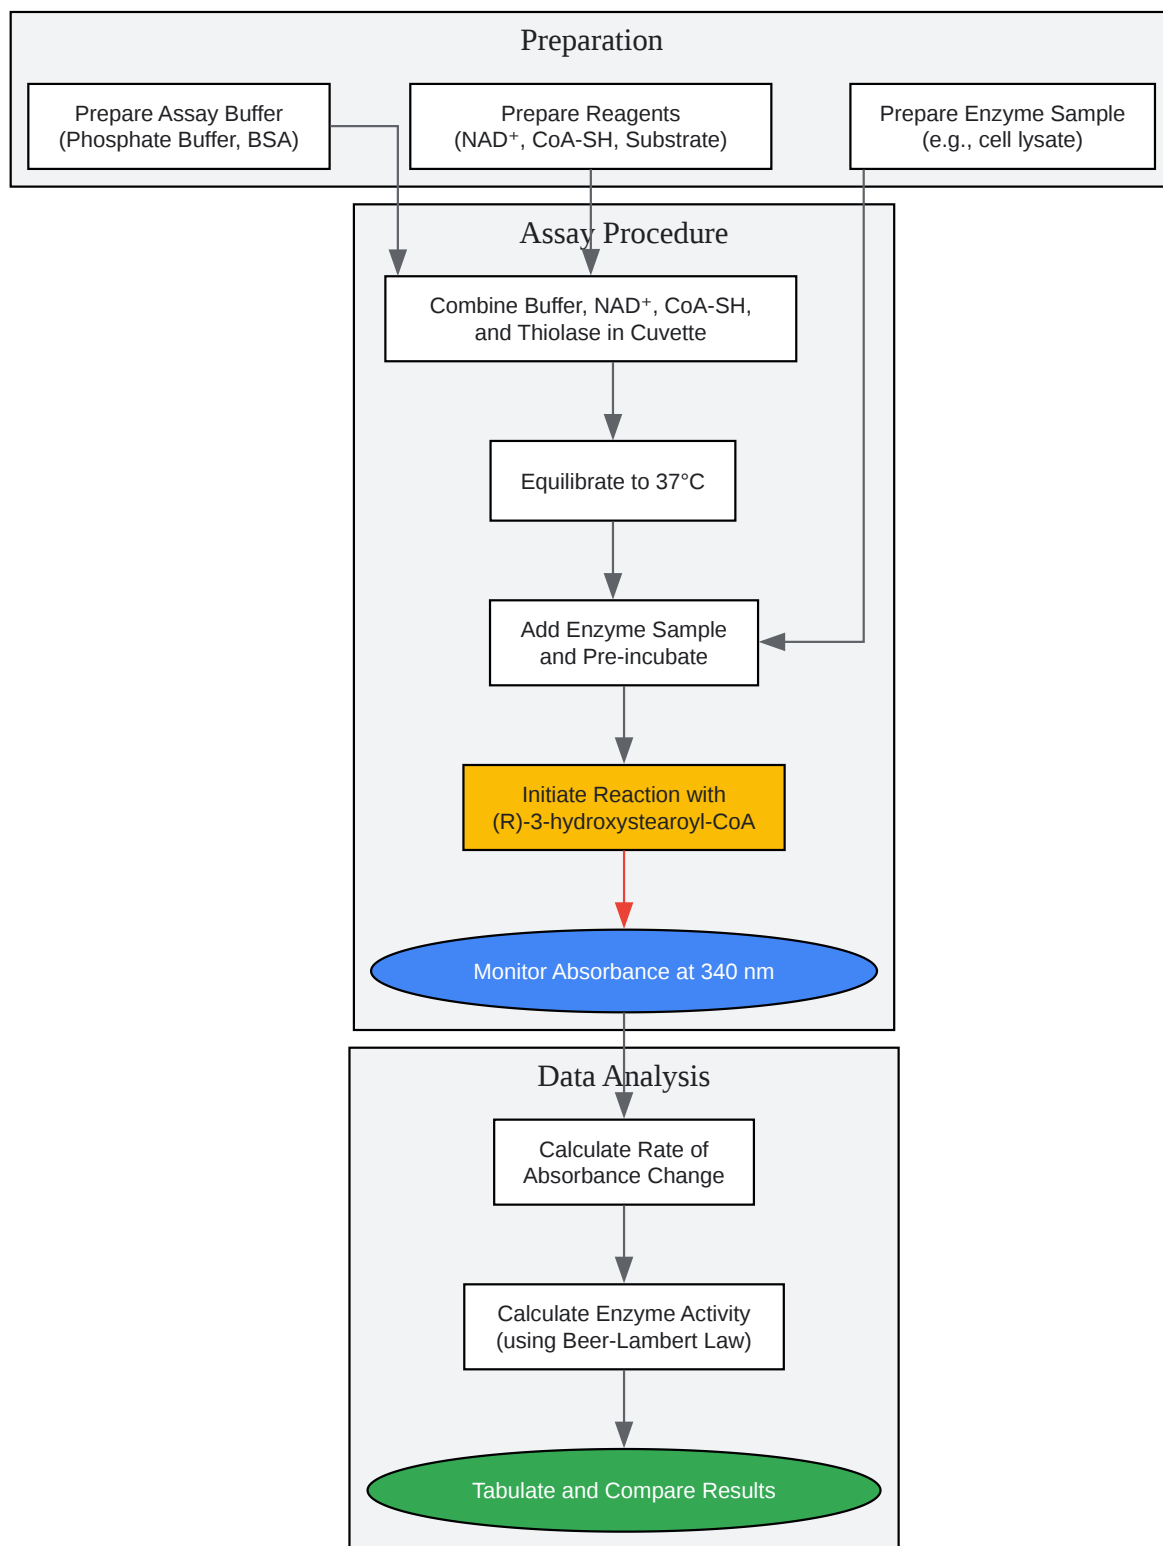 Preparation
Prepare Assay Buffer
(Phosphate Buffer, BSA)
Prepare Reagents
(NAD⁺, CoA-SH, Substrate)
Prepare Enzyme Sample
(e.g., cell lysate)
Assay Procedure
Combine Buffer, NAD⁺, CoA-SH,
and Thiolase in Cuvette
Equilibrate to 37°C
Add Enzyme Sample
and Pre-incubate
Initiate Reaction with
(R)-3-hydroxystearoyl-CoA
Monitor Absorbance at 340 nm
Data Analysis
Calculate Rate of
Absorbance Change
Calculate Enzyme Activity
(using Beer-Lambert Law)
Tabulate and Compare Results